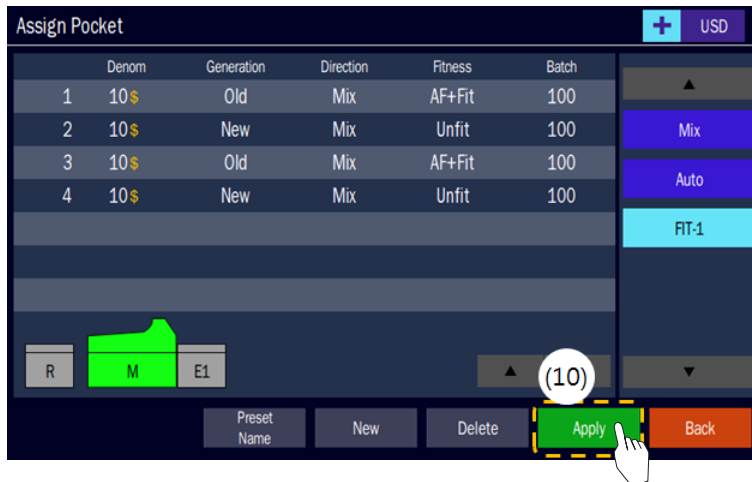 Assign Pocket
+ USD
Denom Generation Direction Fitness Batch
1 10$ Old Mix AF+Fit 100
2 10$ New Mix Unfit 100
3 10$ Old Mix AF+Fit 100
4 10$ New Mix Unfit 100
▲
Mix
Auto
FIT-1
▼
R M E1
▲
(10)
Preset
Name
New
Delete
Apply
Back